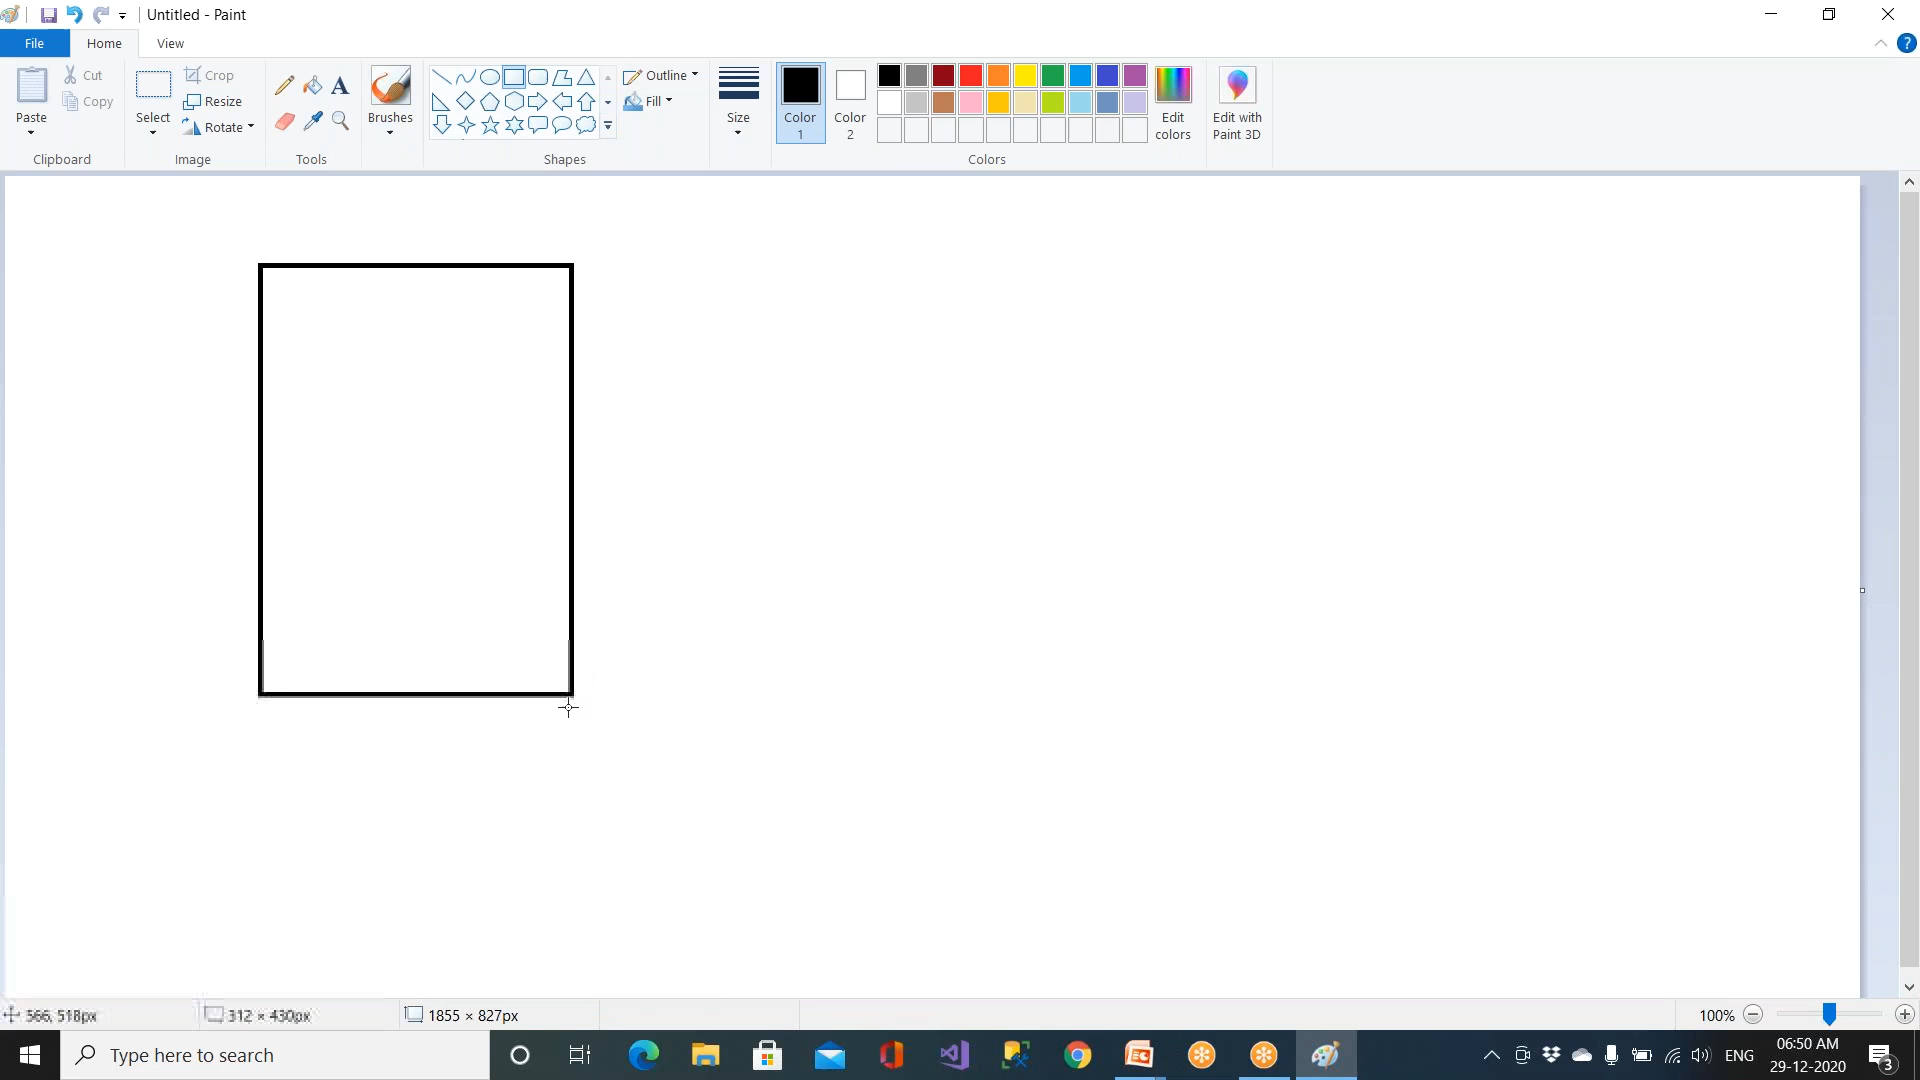 Untitled - Paint
File
Home
View
Paste
Cut
Copy
Clipboard
Select
Crop
Resize
Rotate
Image
A
Tools
Brushes
Shapes
Outline
Fill
Size
Color
1
Color
2
Edit
colors
Colors
Edit with
Paint 3D
?
566, 518px
312 × 430px
1855 × 827px
100%
Type here to search
ENG
06:50 AM
29-12-2020
3